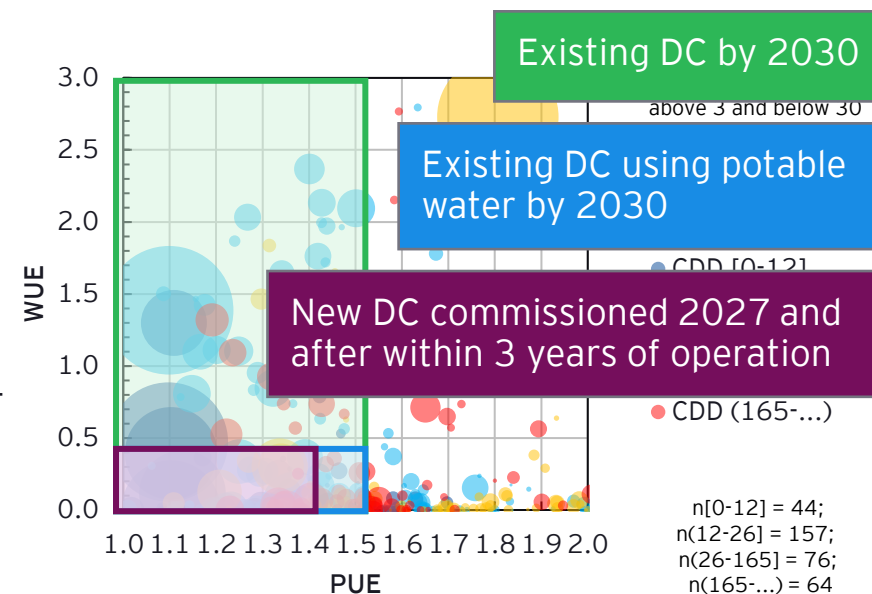 Existing DC by 2030
above 3 and below 30
Existing DC using potable
water by 2030
CDD [0-12]
New DC commissioned 2027 and
after within 3 years of operation
CDD (165-...)
n[0-12] = 44;
n(12-26] = 157;
n(26-165] = 76;
n(165-...) = 64
WUE
3.0
2.5
2.0
1.5
1.0
0.5
0.0
1.0 1.1 1.2 1.3 1.4 1.5 1.6 1.7 1.8 1.9 2.0
PUE